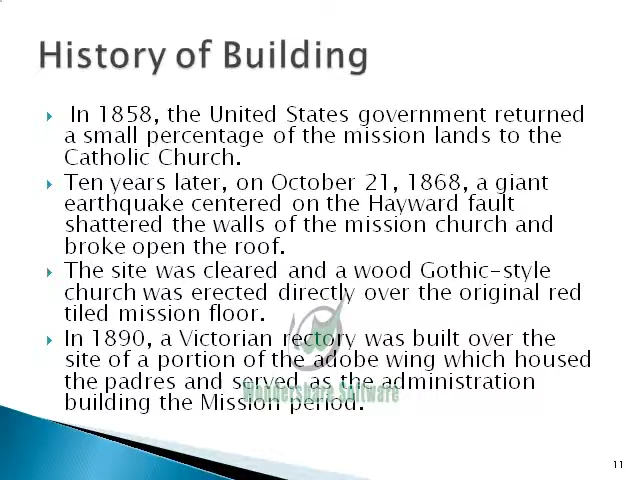 History of Building
In 1858, the United States government returned
a small percentage of the mission lands to the
Catholic Church.
Ten years later, on October 21, 1868, a giant
earthquake centered on the Hayward fault
shattered the walls of the mission church and
broke open the roof.
The site was cleared and a wood Gothic-style
church was erected directly over the original red
tiled mission floor.
In 1890, a Victorian rectory was built over the
site of a portion of the adobe wing which housed
the padres and served as the administration
building the Mission period.
Wondershare Software
11